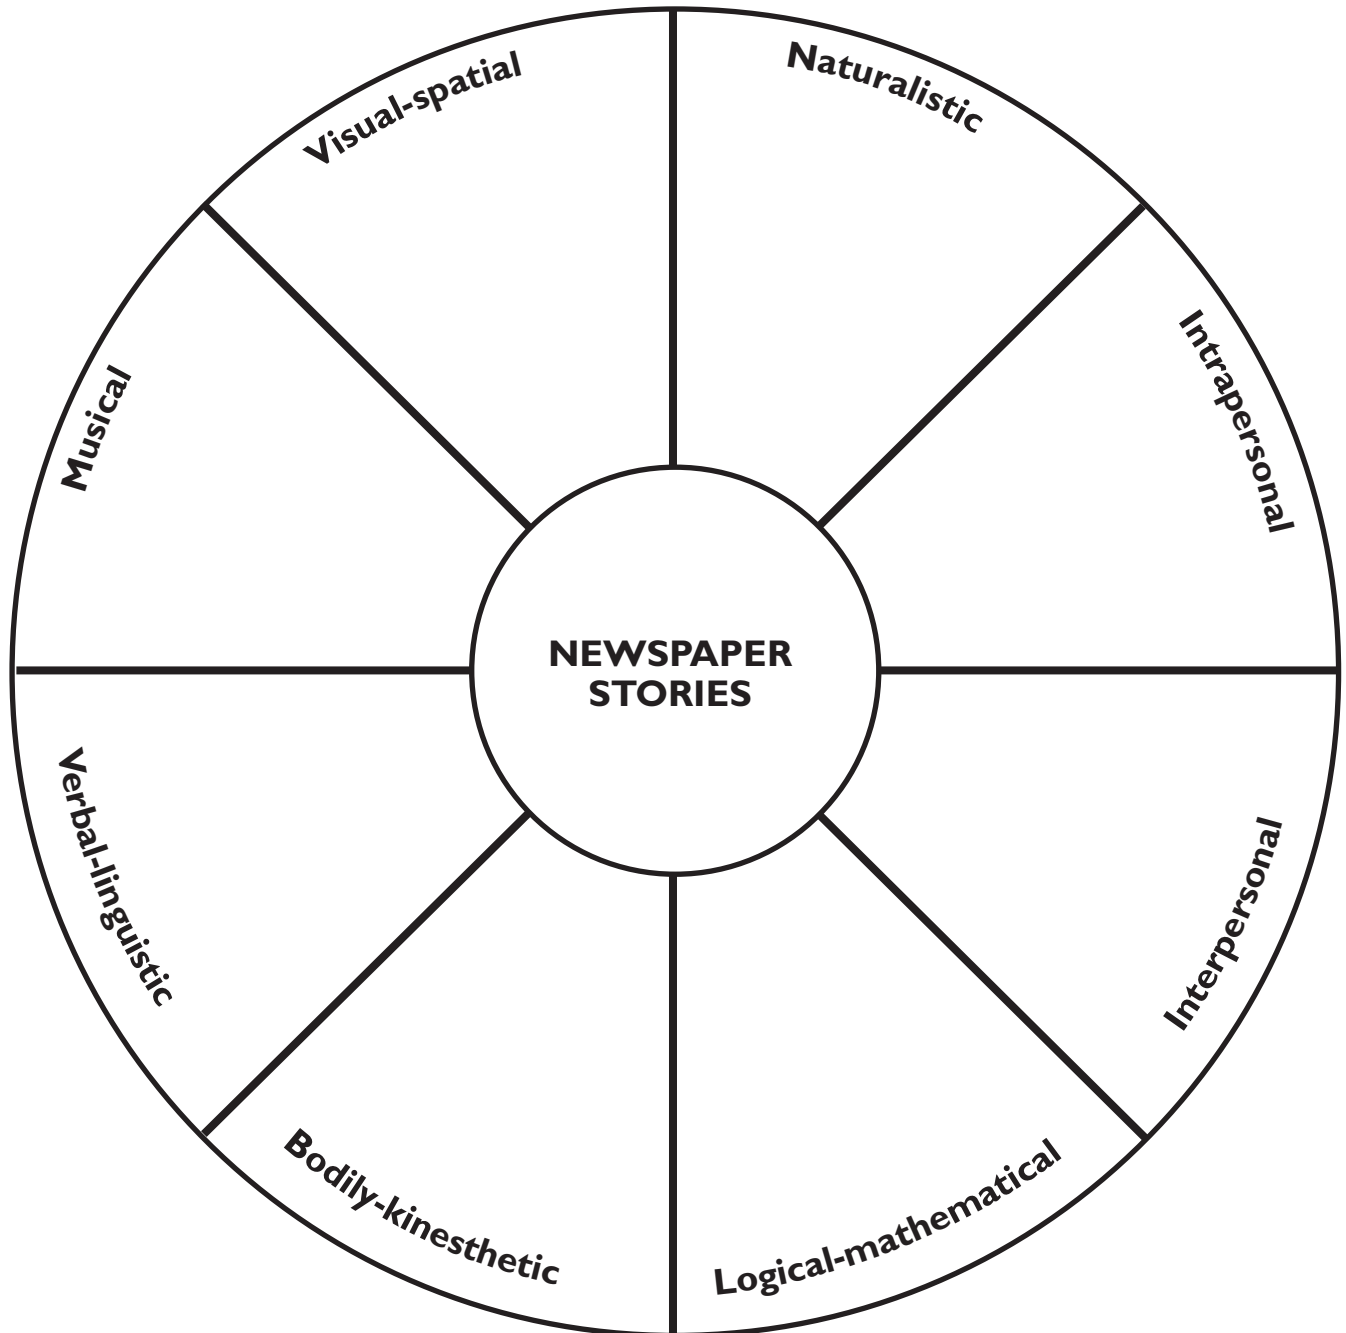 Visual-spatial
Naturalistic
Intrapersonal
Interpersonal
Logical-mathematical
Bodily-kinesthetic
Verbal-linguistic
Musical
NEWSPAPER
STORIES